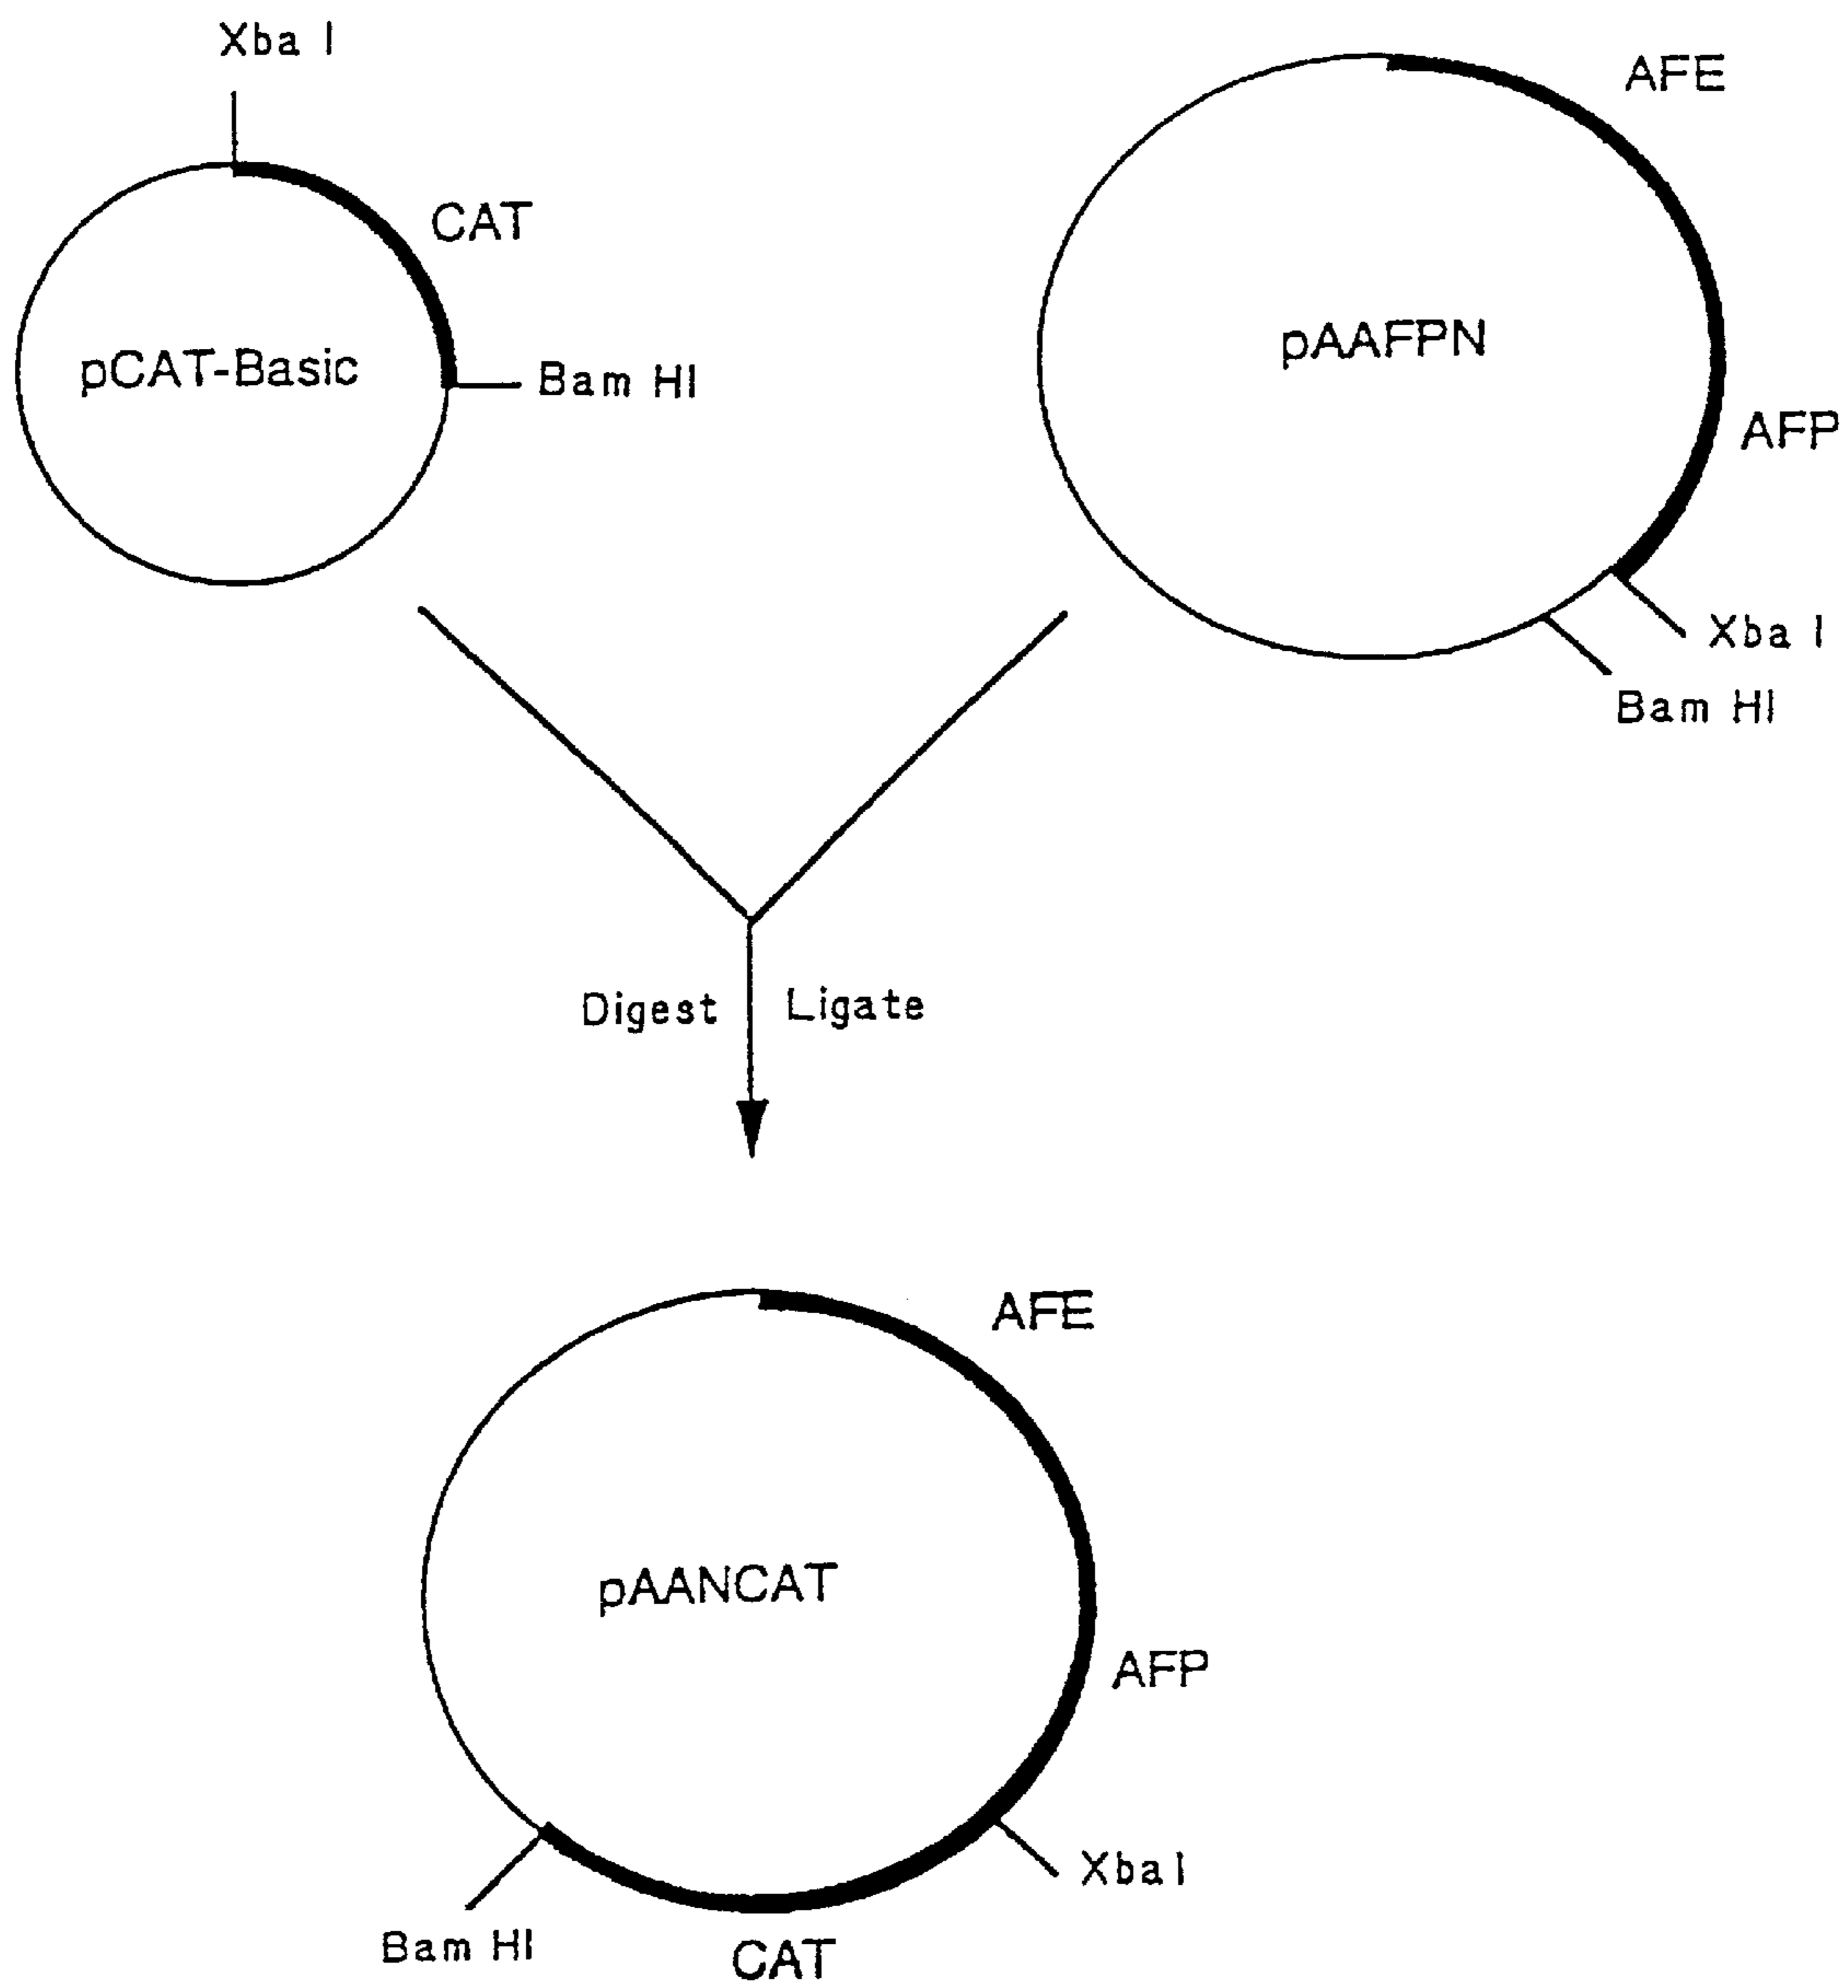 Xba I
CAT
pCAT-Basic
Bam HI
AFE
pAAFPN
AFP
Xba I
Bam HI
Digest
Ligate
AFE
pAANCAT
AFP
XbaI
Bam HI
CAT